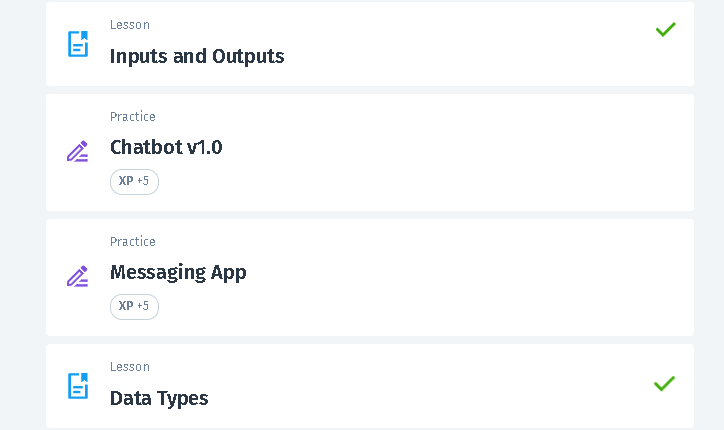 Lesson
Inputs and Outputs
Practice
Chatbot v1.0
XP +5
Practice
Messaging App
XP +5
Lesson
Data Types